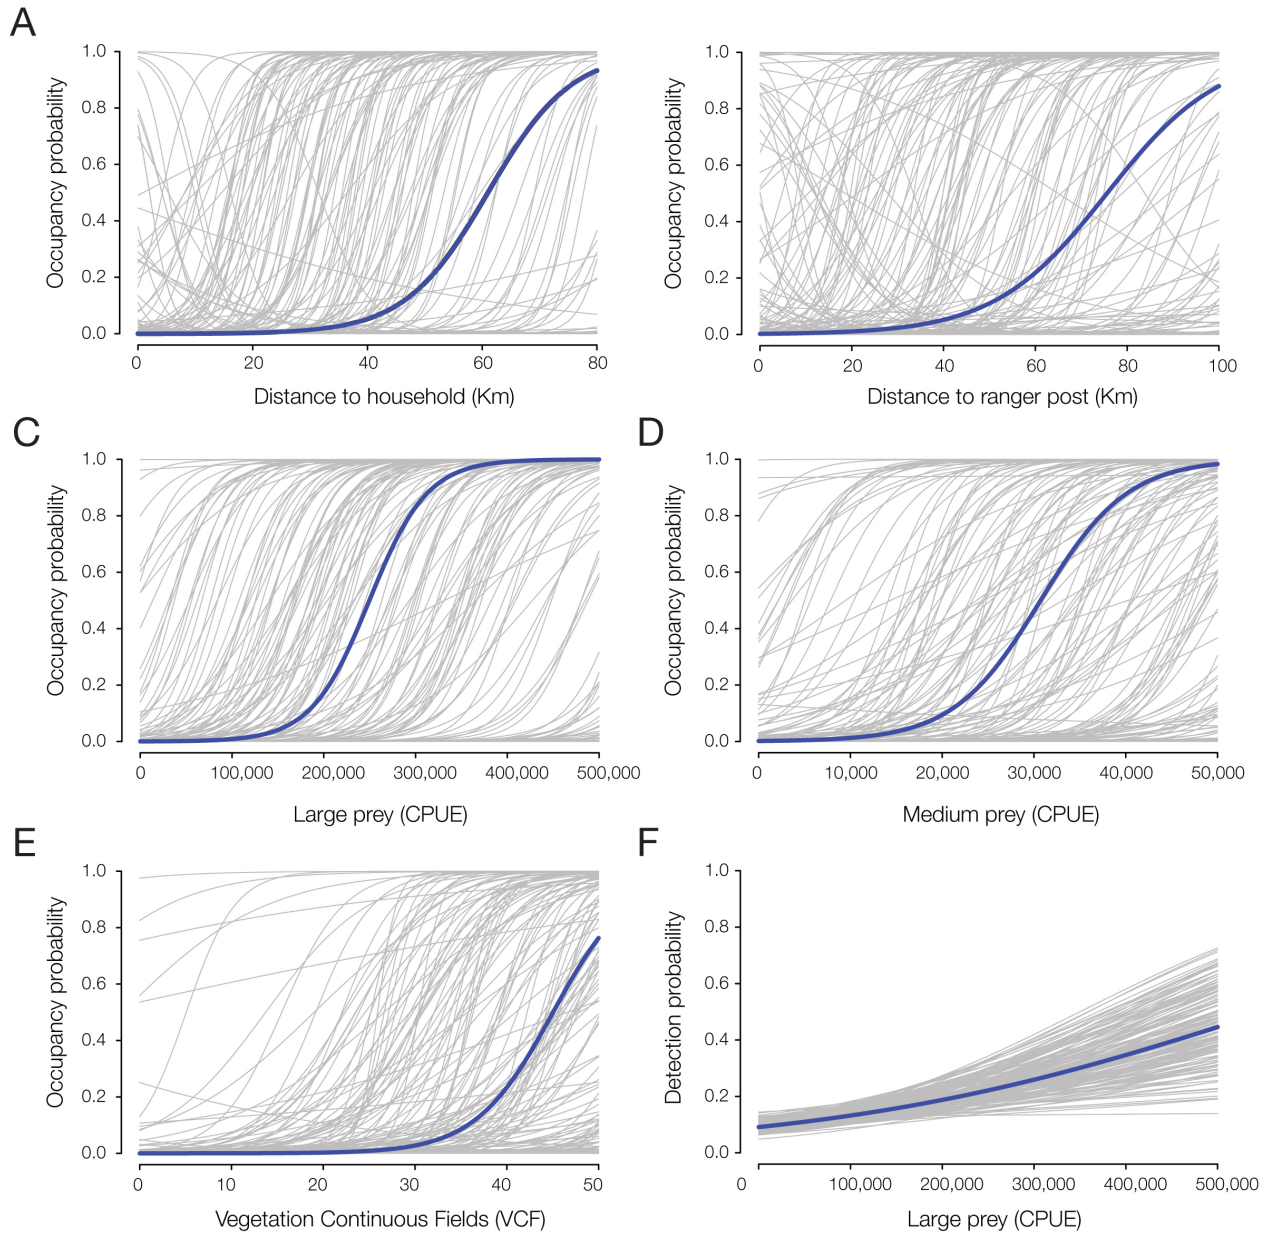 A
Occupancy probability
1.0
0.8
0.6
0.4
0.2
0.0
0 20 40 60 80
Distance to household (Km)
Occupancy probability
1.0
0.8
0.6
0.4
0.2
0.0
0 20 40 60 80 100
Distance to ranger post (Km)
C
Occupancy probability
1.0
0.8
0.6
0.4
0.2
0.0
0 100,000 200,000 300,000 400,000 500,000
Large prey (CPUE)
D
Occupancy probability
1.0
0.8
0.6
0.4
0.2
0.0
0 10,000 20,000 30,000 40,000 50,000
Medium prey (CPUE)
E
Occupancy probability
1.0
0.8
0.6
0.4
0.2
0.0
0 10 20 30 40 50
Vegetation Continuous Fields (VCF)
F
Detection probability
1.0
0.8
0.6
0.4
0.2
0.0
0 100,000 200,000 300,000 400,000 500,000
Large prey (CPUE)